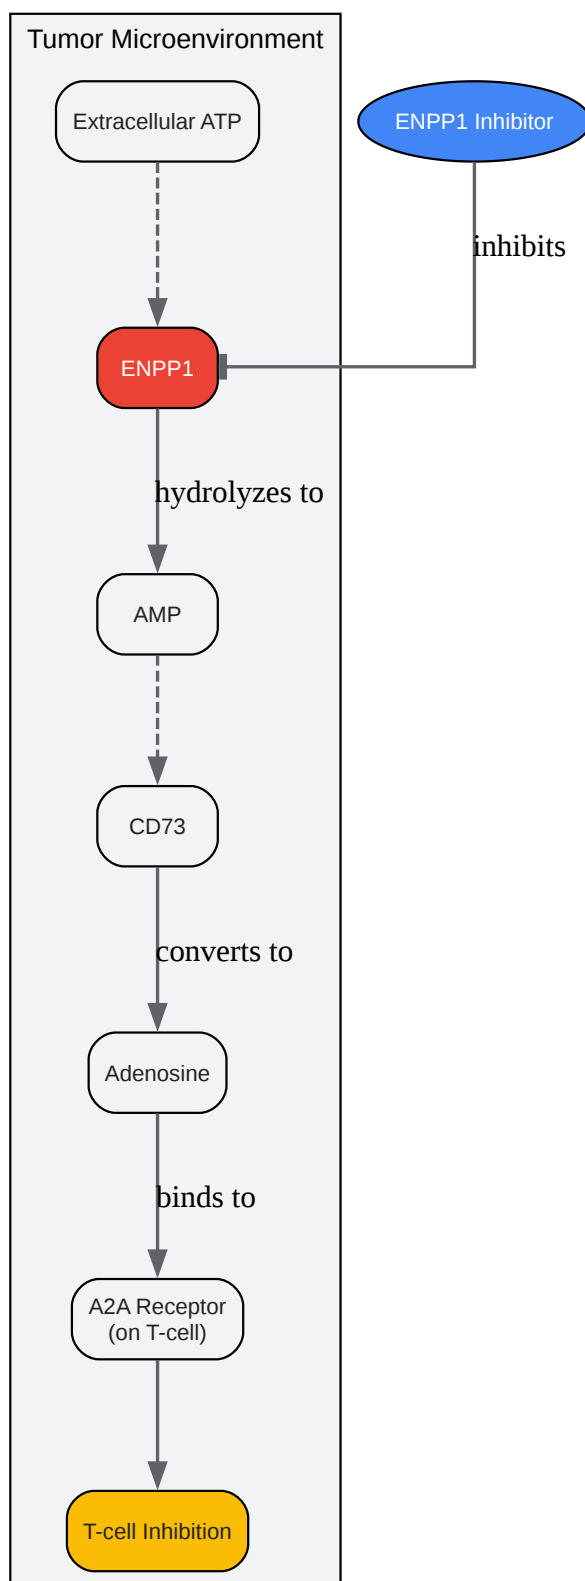 Tumor Microenvironment
Extracellular ATP
ENPP1 Inhibitor
inhibits
ENPP1
hydrolyzes to
AMP
CD73
converts to
Adenosine
binds to
A2A Receptor
(on T-cell)
T-cell Inhibition